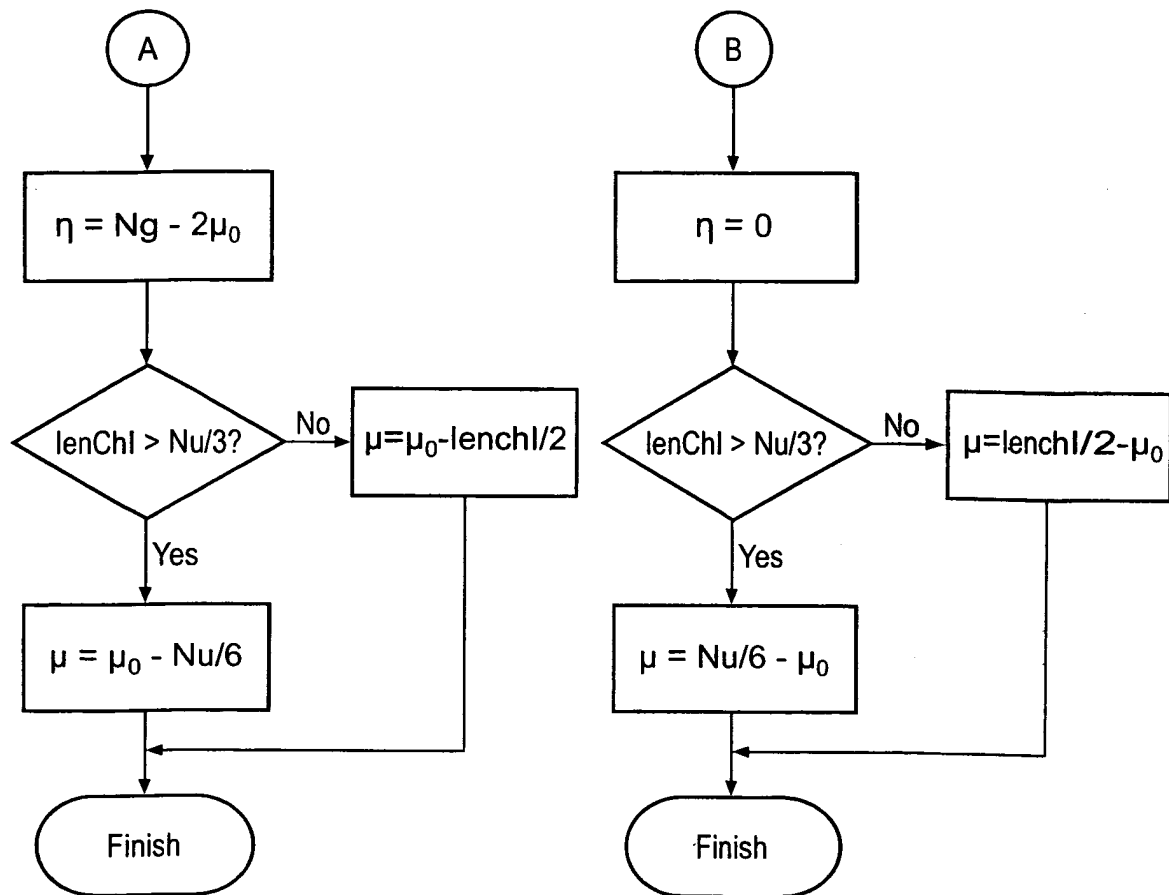 A
η = Ng - 2μ₀
lenChl > Nu/3?
No
μ=μ₀-lenchl/2
Yes
μ = μ₀ - Nu/6
Finish
B
η = 0
lenChl > Nu/3?
No
μ=lenchl/2-μ₀
Yes
μ = Nu/6 - μ₀
Finish